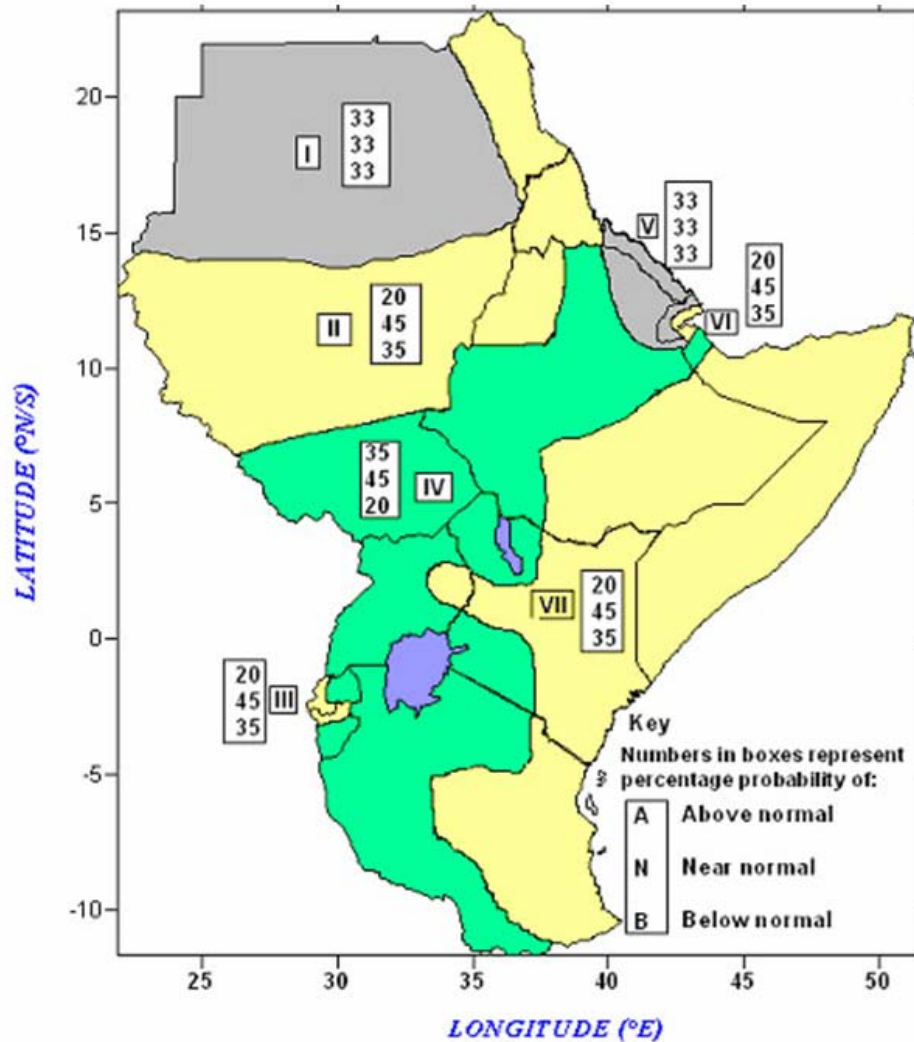 20
15
10
5
0
-5
-10
LATITUDE (°N/S)
I
33
33
33
II
20
45
35
V
33
33
33
VI
20
45
35
35
45
20
IV
VII
20
45
35
20
45
35
III
Key
Numbers in boxes represent
percentage probability of:
A Above normal
N Near normal
B Below normal
25 30 35 40 45 50
LONGITUDE (°E)